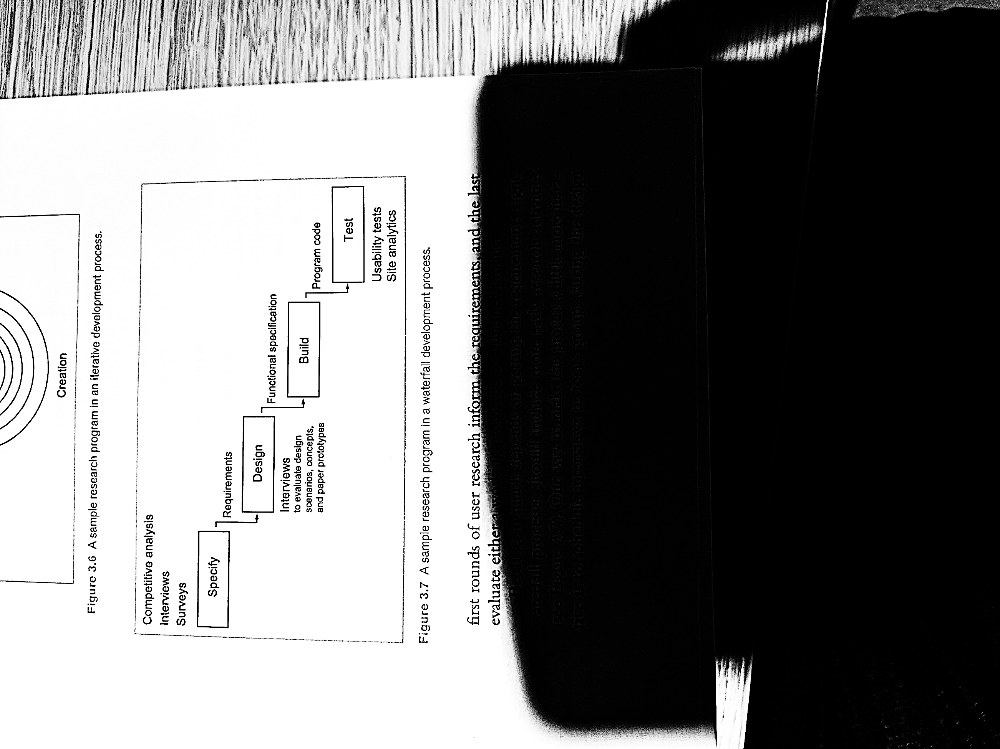 Creation
Figure 3.6 A sample research program in an iterative development process.
Competitive analysis
Interviews
Surveys
Specify
Requirements
Design
Interviews
to evaluate design
scenarios, concepts,
and paper prototypes
Functional specification
Build
Program code
Test
Usability tests
Site analytics
Figure 3.7 A sample research program in a waterfall development process.
first rounds of user research inform the requirements, and the last
evaluate either a working prototype or a finished product.
Because so much depends on getting the requirements right,
waterfall processes should include more early research activities
(see Figure 3.7). One way to make the process a little more itera-
tive is to schedule interviews or focus groups during the design